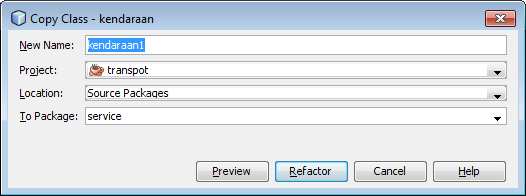 Copy Class - kendaraan
New Name: kendaraan1
Project: transpot
Location: Source Packages
To Package: service
Preview Refactor Cancel Help